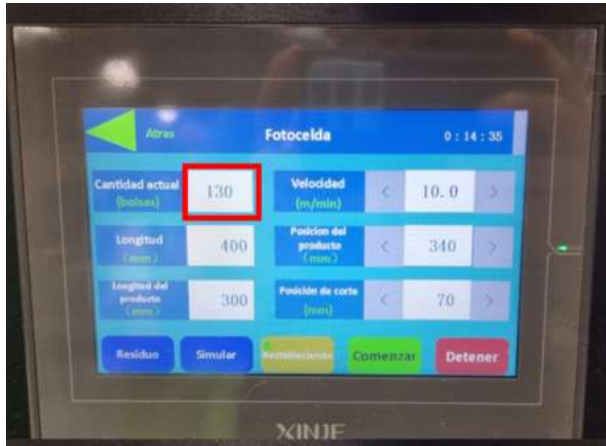 Atras
Fotocelda
0 : 14 : 35
Cantidad actual
(bolsas)
130
Velocidad
(m/min)
< 10.0 >
Longitud
(mm)
400
Posicion del
producto
(mm)
< 340 >
Longitud del
producto
(mm)
300
Posición de corte
(mm)
< 70 >
Residuo
Simular
Restableciendo
Comenzar
Detener
XINJE